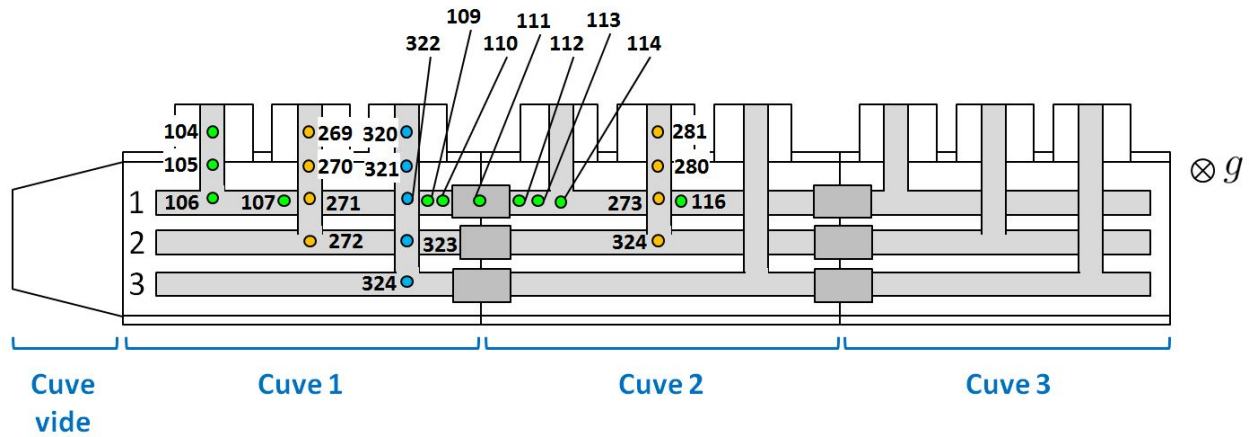 109 111 113
322 110 112 114
104 269 320 281
105 270 321 280
1 106 107 271 273 116 ⊗ g
2 272 323 324
3 324
Cuve Cuve 1 Cuve 2 Cuve 3
vide